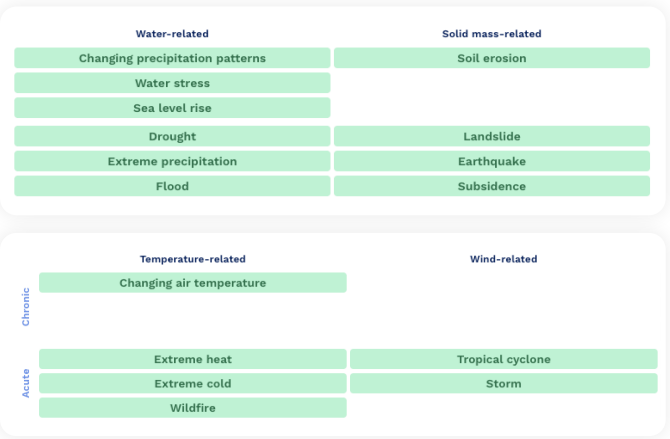 Water-related Solid mass-related
Changing precipitation patterns Soil erosion
Water stress
Sea level rise
Drought Landslide
Extreme precipitation Earthquake
Flood Subsidence
Temperature-related Wind-related
Chronic
Changing air temperature
Acute
Extreme heat Tropical cyclone
Extreme cold Storm
Wildfire